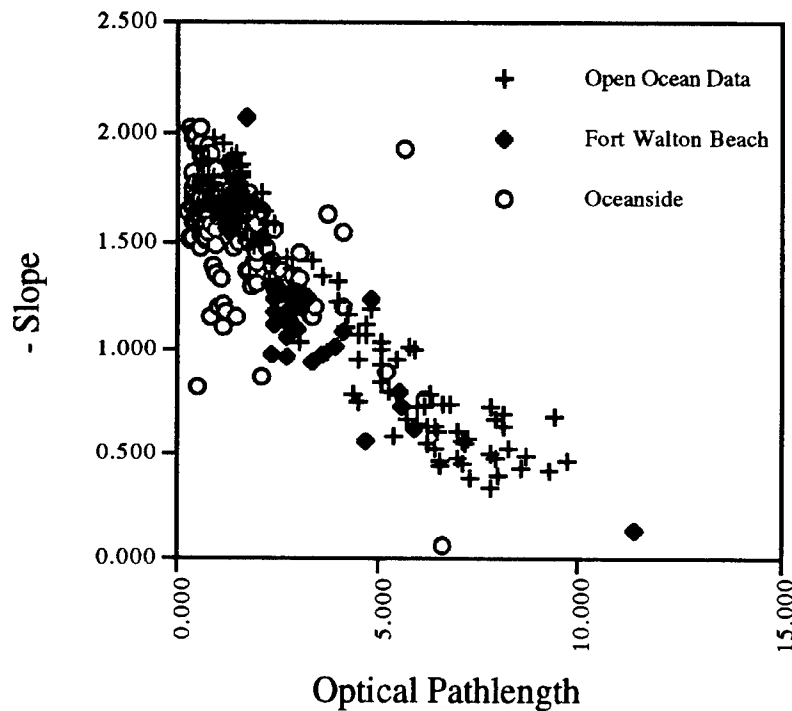 2.500
2.000
1.500
1.000
0.500
0.000
- Slope
Open Ocean Data
Fort Walton Beach
Oceanside
0.000
5.000
10.000
15.000
Optical Pathlength